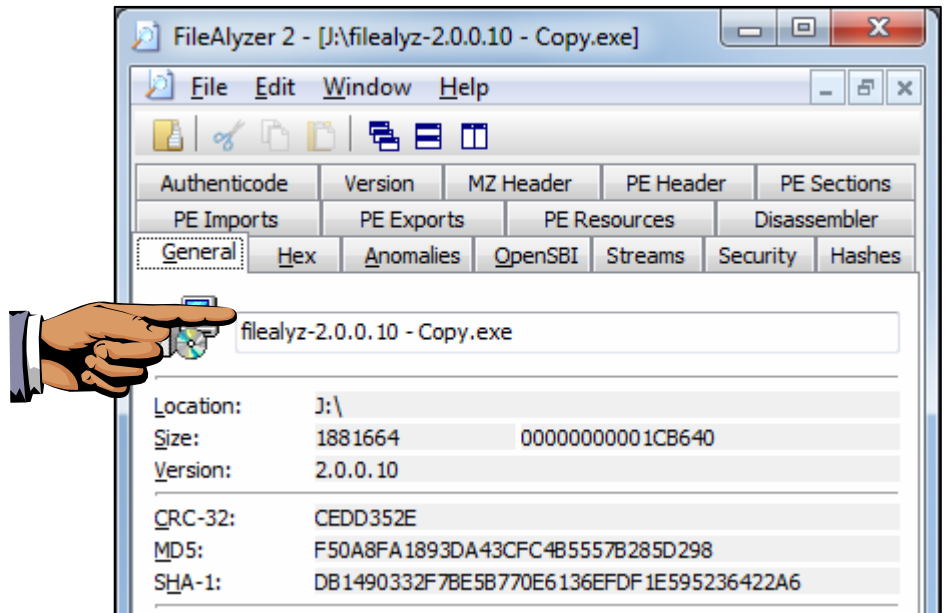 FileAlyzer 2 - [J:\filealyz-2.0.0.10 - Copy.exe]
File Edit Window Help
Authenticode Version MZ Header PE Header PE Sections
PE Imports PE Exports PE Resources Disassembler
General Hex Anomalies OpenSBI Streams Security Hashes
filealyz-2.0.0.10 - Copy.exe
Location: J:\
Size: 1881664 00000000001CB640
Version: 2.0.0.10
CRC-32: CEDD352E
MD5: F50A8FA1893DA43CFC4B5557B285D298
SHA-1: DB1490332F7BE5B770E6136EFDF1E595236422A6